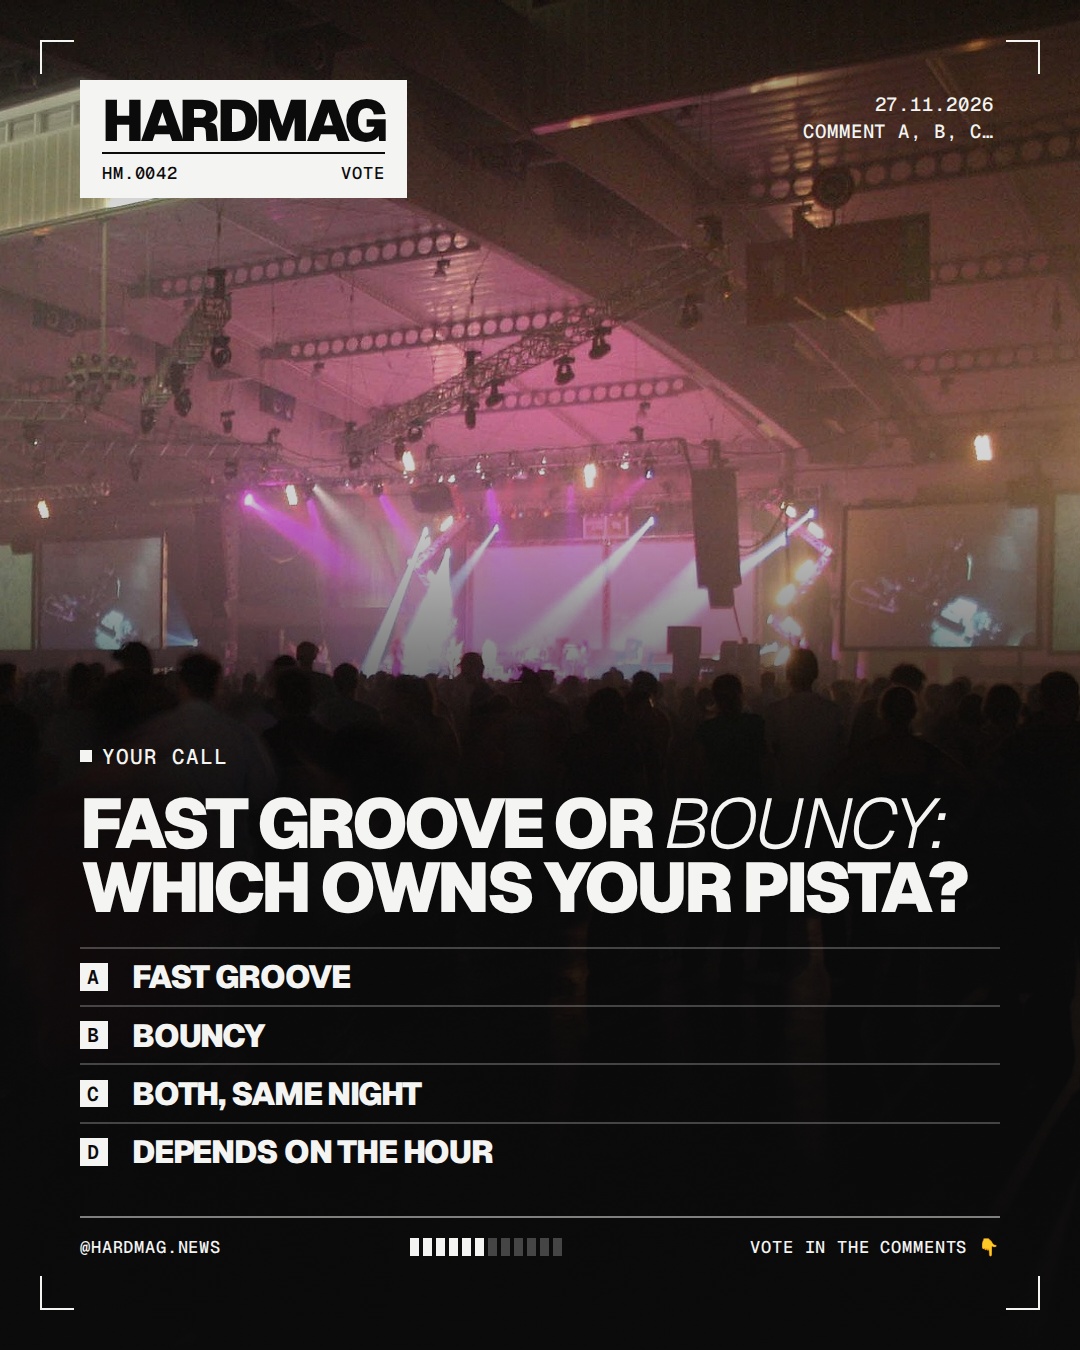 HARDMAG
HM.0042 VOTE
27.11.2026
COMMENT A, B, C…
YOUR CALL
FAST GROOVE OR BOUNCY:
WHICH OWNS YOUR PISTA?
A FAST GROOVE
B BOUNCY
C BOTH, SAME NIGHT
D DEPENDS ON THE HOUR
@HARDMAG.NEWS
VOTE IN THE COMMENTS 👇